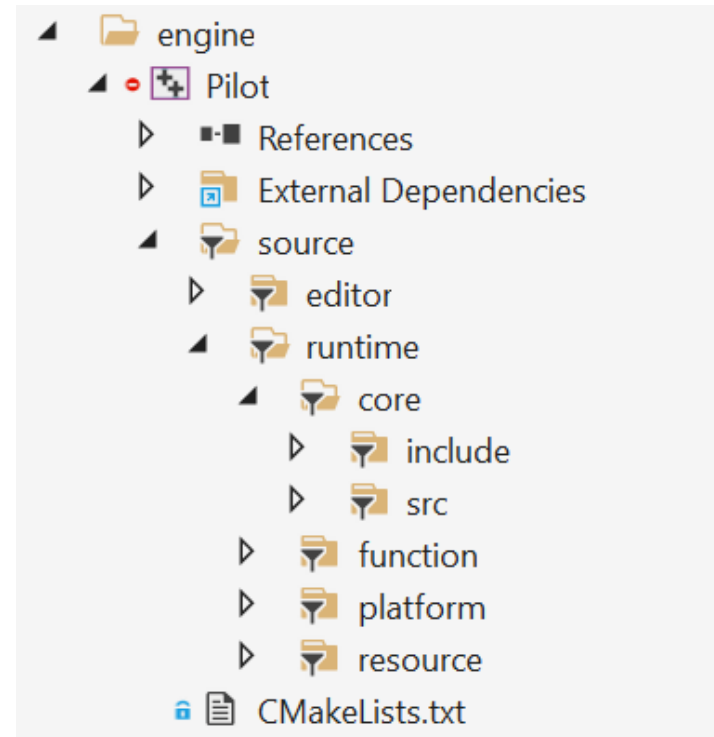 engine
Pilot
References
External Dependencies
source
editor
runtime
core
include
src
function
platform
resource
CMakeLists.txt